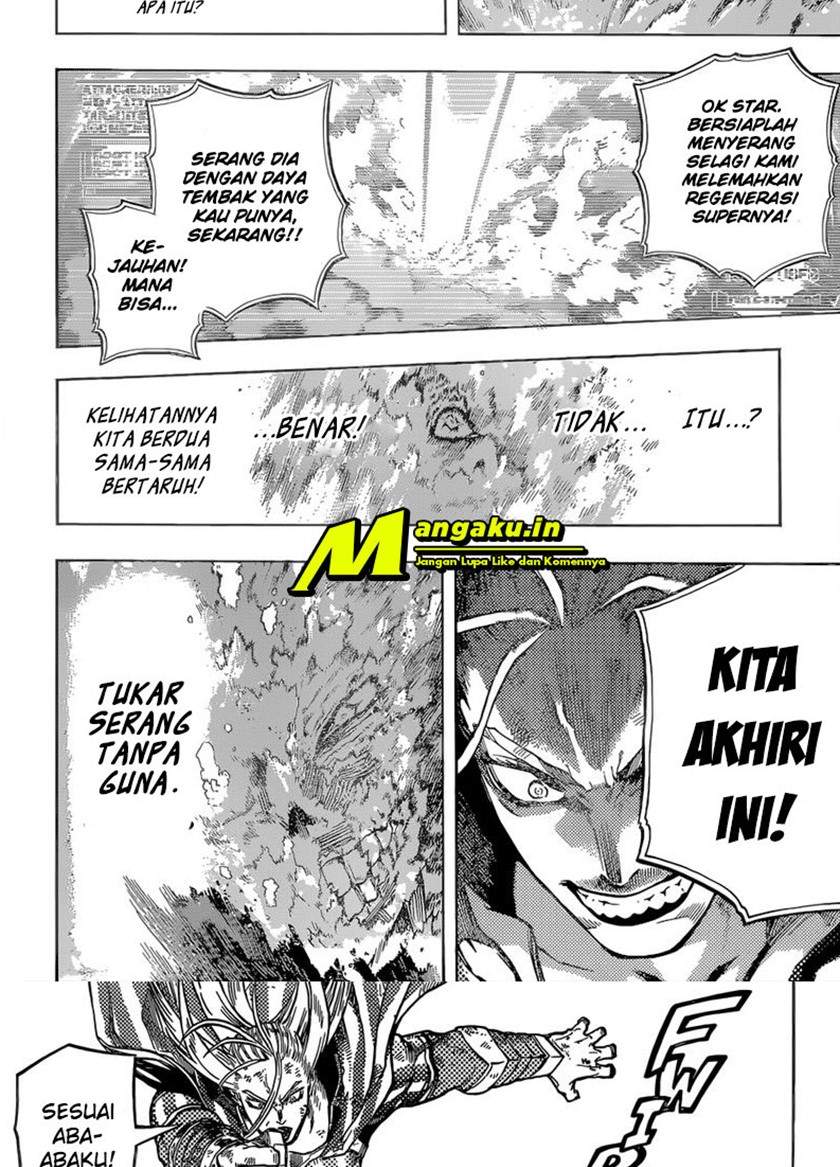 APA ITU?
OK STAR.
BERSIAPLAH
MENYERANG
SELAGI KAMI
MELEMAHKAN
REGENERASI
SUPERNYA!
SERANG DIA
DENGAN DAYA
TEMBAK YANG
KAU PUNYA,
SEKARANG!!
KE-
JAUHAN!
MANA
BISA...
ITU...?
TIDAK...
...BENAR!
KELIHATANNYA
KITA BERDUA
SAMA-SAMA
BERTARUH!
Mangaku.in
Jangan Lupa Like dan Komennya
KITA
AKHIRI
INI!
TUKAR
SERANG
TANPA
GUNA.
FWIP
SESUAI
ABA-
ABAKU!